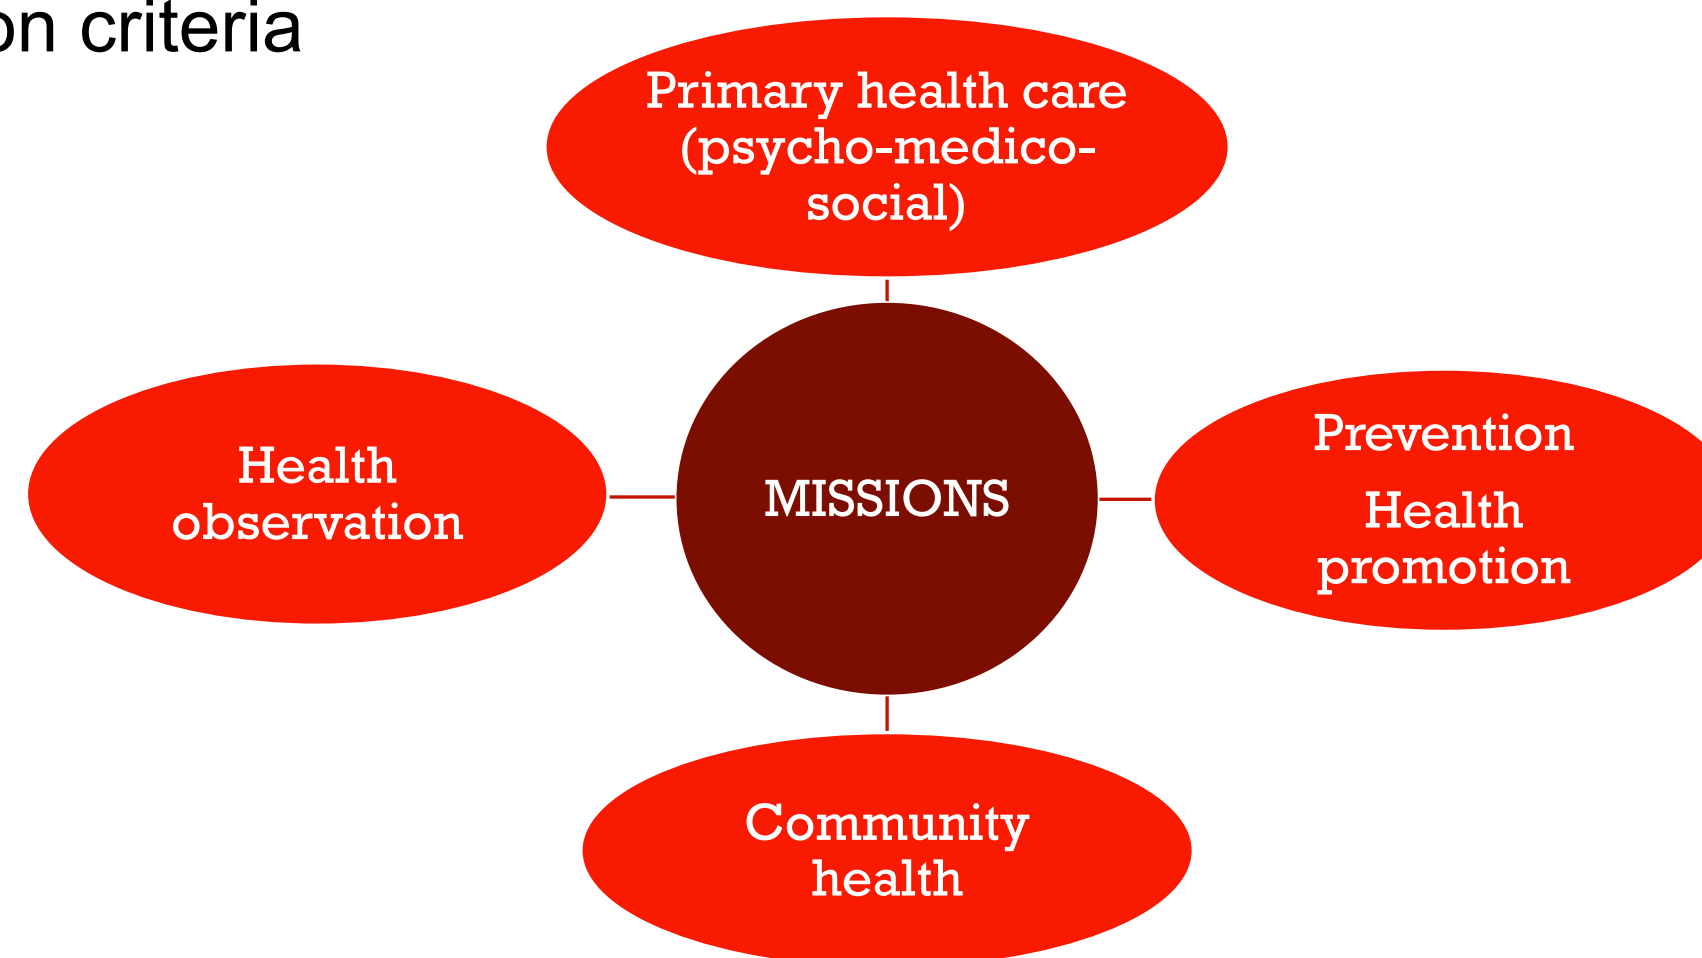 on criteria
Primary health care
(psycho-medico-
social)
Health
observation
MISSIONS
Prevention
Health
promotion
Community
health